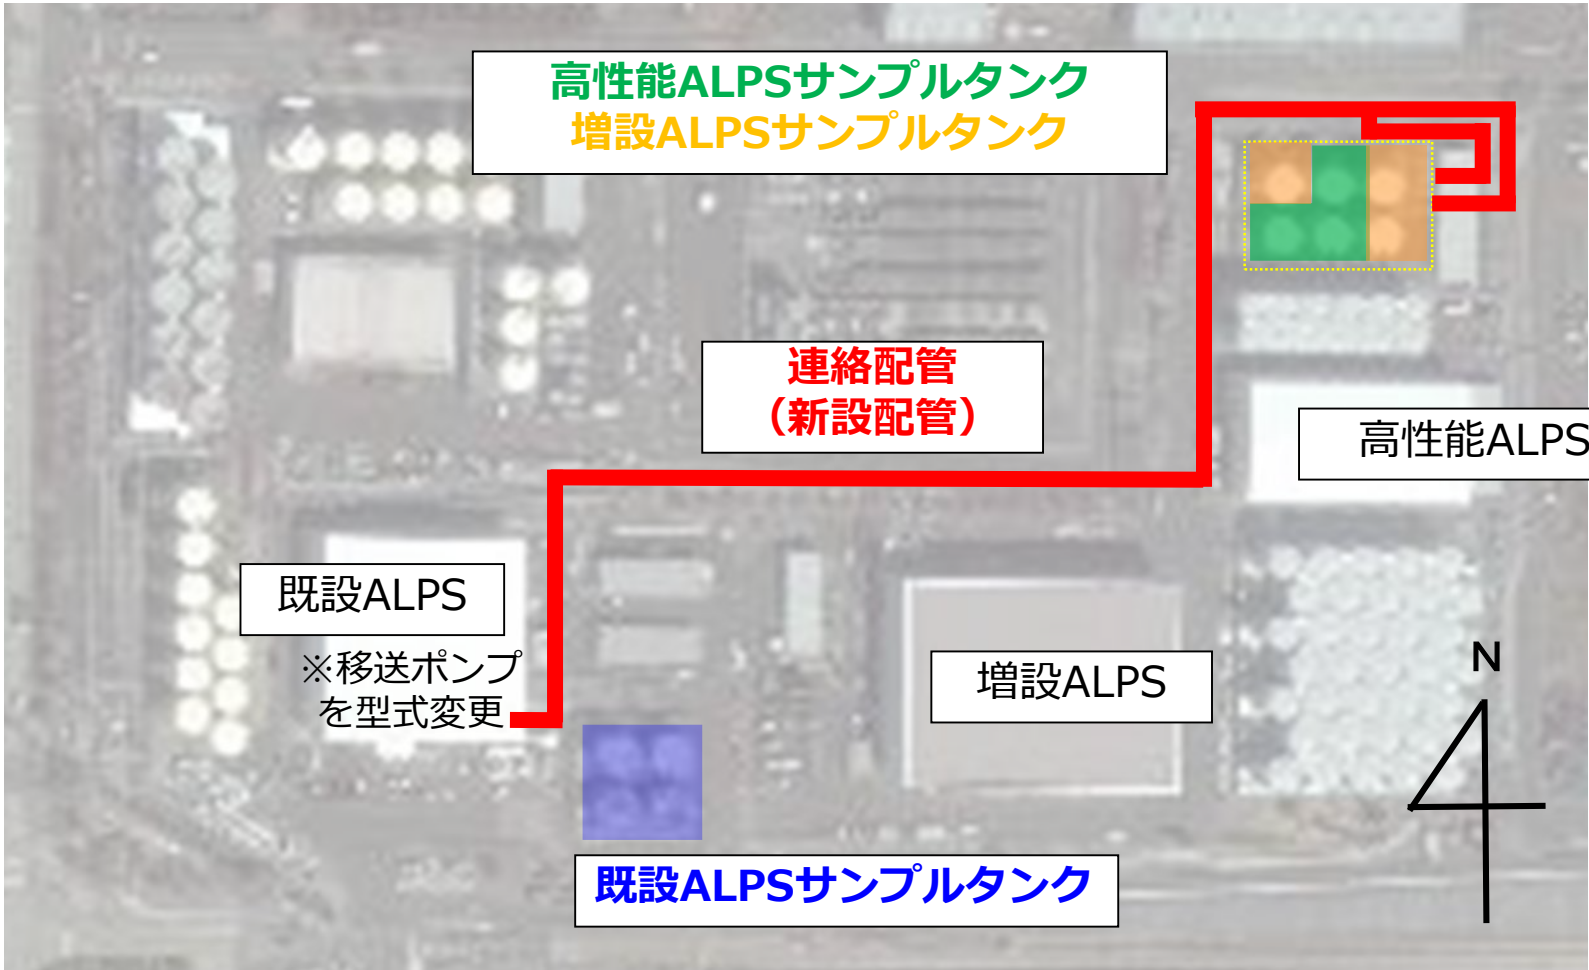 高性能ALPSサンプルタンク
増設ALPSサンプルタンク
連絡配管
（新設配管）
高性能ALPS
既設ALPS
※移送ポンプ
を型式変更
増設ALPS
N
既設ALPSサンプルタンク